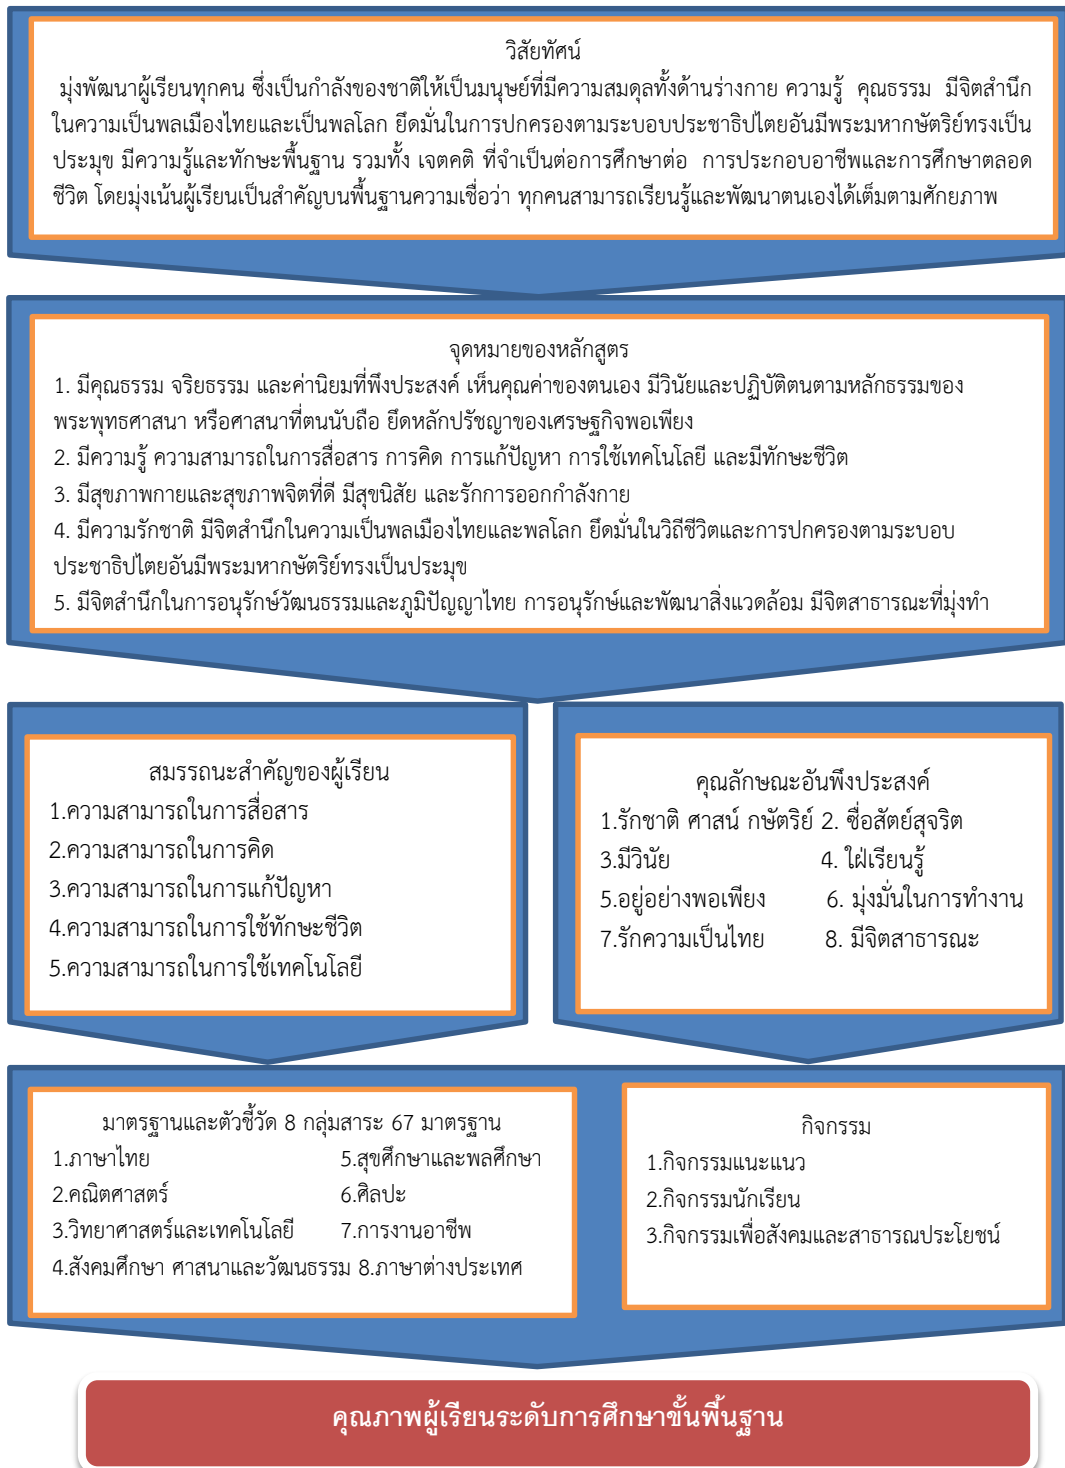 วิสัยทัศน์
มุ่งพัฒนาผู้เรียนทุกคน ซึ่งเป็นกำลังของชาติให้เป็นมนุษย์ที่มีความสมดุลทั้งด้านร่างกาย ความรู้ คุณธรรม มีจิตสำนึก
ในความเป็นพลเมืองไทยและเป็นพลโลก ยึดมั่นในการปกครองตามระบอบประชาธิปไตยอันมีพระมหากษัตริย์ทรงเป็น
ประมุข มีความรู้และทักษะพื้นฐาน รวมทั้ง เจตคติ ที่จำเป็นต่อการศึกษาต่อ การประกอบอาชีพและการศึกษาตลอด
ชีวิต โดยมุ่งเน้นผู้เรียนเป็นสำคัญบนพื้นฐานความเชื่อว่า ทุกคนสามารถเรียนรู้และพัฒนาตนเองได้เต็มตามศักยภาพ
จุดหมายของหลักสูตร
1. มีคุณธรรม จริยธรรม และค่านิยมที่พึงประสงค์ เห็นคุณค่าของตนเอง มีวินัยและปฏิบัติตนตามหลักธรรมของ
พระพุทธศาสนา หรือศาสนาที่ตนนับถือ ยึดหลักปรัชญาของเศรษฐกิจพอเพียง
2. มีความรู้ ความสามารถในการสื่อสาร การคิด การแก้ปัญหา การใช้เทคโนโลยี และมีทักษะชีวิต
3. มีสุขภาพกายและสุขภาพจิตที่ดี มีสุขนิสัย และรักการออกกำลังกาย
4. มีความรักชาติ มีจิตสำนึกในความเป็นพลเมืองไทยและพลโลก ยึดมั่นในวิถีชีวิตและการปกครองตามระบอบ
ประชาธิปไตยอันมีพระมหากษัตริย์ทรงเป็นประมุข
5. มีจิตสำนึกในการอนุรักษ์วัฒนธรรมและภูมิปัญญาไทย การอนุรักษ์และพัฒนาสิ่งแวดล้อม มีจิตสาธารณะที่มุ่งทำ
สมรรถนะสำคัญของผู้เรียน
1.ความสามารถในการสื่อสาร
2.ความสามารถในการคิด
3.ความสามารถในการแก้ปัญหา
4.ความสามารถในการใช้ทักษะชีวิต
5.ความสามารถในการใช้เทคโนโลยี
คุณลักษณะอันพึงประสงค์
1.รักชาติ ศาสน์ กษัตริย์ 2. ซื่อสัตย์สุจริต
3.มีวินัย 4. ใฝ่เรียนรู้
5.อยู่อย่างพอเพียง 6. มุ่งมั่นในการทำงาน
7.รักความเป็นไทย 8. มีจิตสาธารณะ
มาตรฐานและตัวชี้วัด 8 กลุ่มสาระ 67 มาตรฐาน
1.ภาษาไทย 5.สุขศึกษาและพลศึกษา
2.คณิตศาสตร์ 6.ศิลปะ
3.วิทยาศาสตร์และเทคโนโลยี 7.การงานอาชีพ
4.สังคมศึกษา ศาสนาและวัฒนธรรม 8.ภาษาต่างประเทศ
กิจกรรม
1.กิจกรรมแนะแนว
2.กิจกรรมนักเรียน
3.กิจกรรมเพื่อสังคมและสาธารณประโยชน์
คุณภาพผู้เรียนระดับการศึกษาขั้นพื้นฐาน